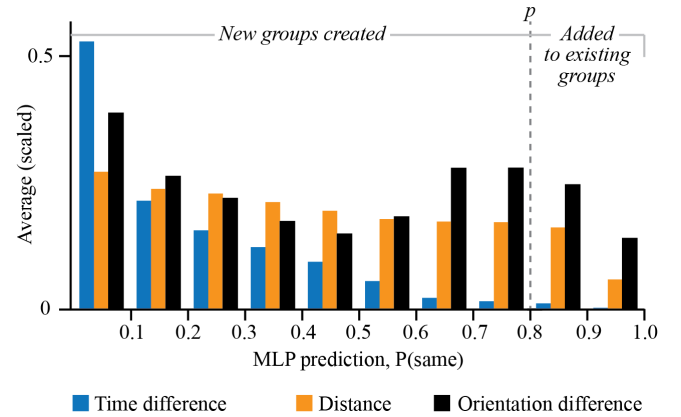 p
New groups created
Added
to existing
groups
0.5
0
Average (scaled)
0.1 0.2 0.3 0.4 0.5 0.6 0.7 0.8 0.9 1.0
MLP prediction, P(same)
Time difference Distance Orientation difference